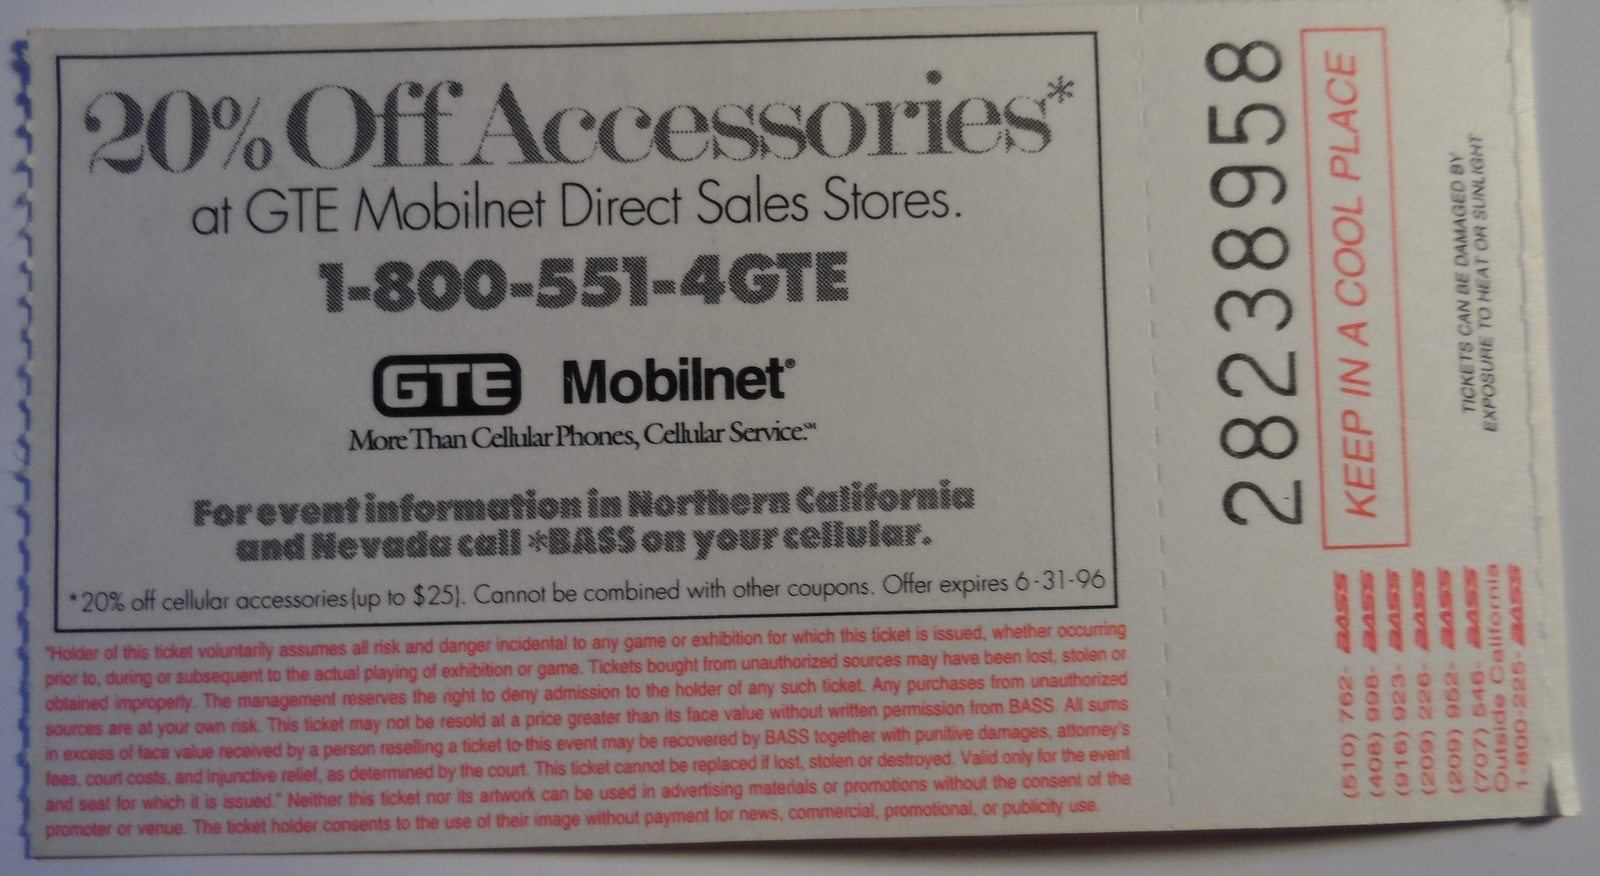 20% Off Accessories*
at GTE Mobilnet Direct Sales Stores.
1-800-551-4GTE
GTE Mobilnet®
More Than Cellular Phones, Cellular Service.℠
For event information in Northern California
and Nevada call *BASS on your cellular.
*20% off cellular accessories (up to $25). Cannot be combined with other coupons. Offer expires 6-31-96
"Holder of this ticket voluntarily assumes all risk and danger incidental to any game or exhibition for which this ticket is issued, whether occurring
prior to, during or subsequent to the actual playing of exhibition or game. Tickets bought from unauthorized sources may have been lost, stolen or
obtained improperly. The management reserves the right to deny admission to the holder of any such ticket. Any purchases from unauthorized
sources are at your own risk. This ticket may not be resold at a price greater than its face value without written permission from BASS. All sums
in excess of face value received by a person reselling a ticket to this event may be recovered by BASS together with punitive damages, attorney's
fees, court costs, and injunctive relief, as determined by the court. This ticket cannot be replaced if lost, stolen or destroyed. Valid only for the event
and seat for which it is issued." Neither this ticket nor its artwork can be used in advertising materials or promotions without the consent of the
promoter or venue. The ticket holder consents to the use of their image without payment for news, commercial, promotional, or publicity use.
28238958
KEEP IN A COOL PLACE
TICKETS CAN BE DAMAGED BY
EXPOSURE TO HEAT OR SUNLIGHT
(510) 762-BASS
(408) 998-BASS
(916) 923-BASS
(209) 226-BASS
(209) 952-BASS
(707) 546-BASS
Outside California
1-800-225-BASS